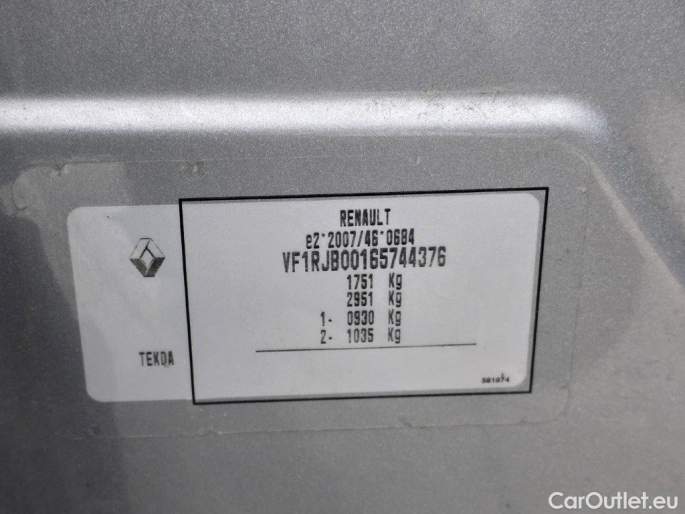 RENAULT
e2*2007/46*0684
VF1RJB00165744376
1751 Kg
2951 Kg
1- 0930 Kg
2- 1035 Kg
TEKDA
CarOutlet.eu